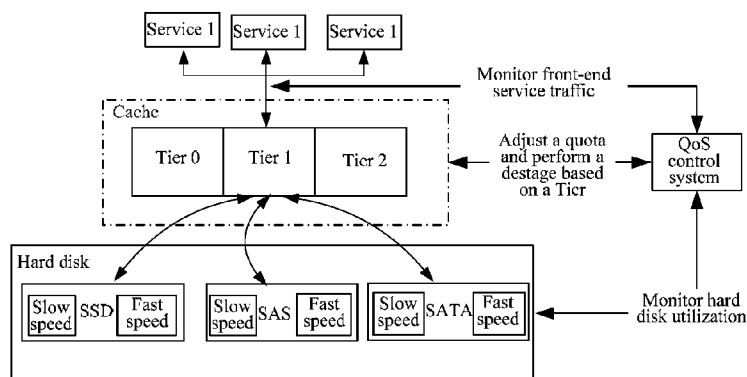 Service 1
Service 1
Service 1
Monitor front-end
service traffic
Cache
Tier 0
Tier 1
Tier 2
Adjust a quota
and perform a
destage based
on a Tier
QoS
control
system
Hard disk
Slow
speed
SSD
Fast
speed
Slow
speed
SAS
Fast
speed
Slow
speed
SATA
Fast
speed
Monitor hard
disk utilization